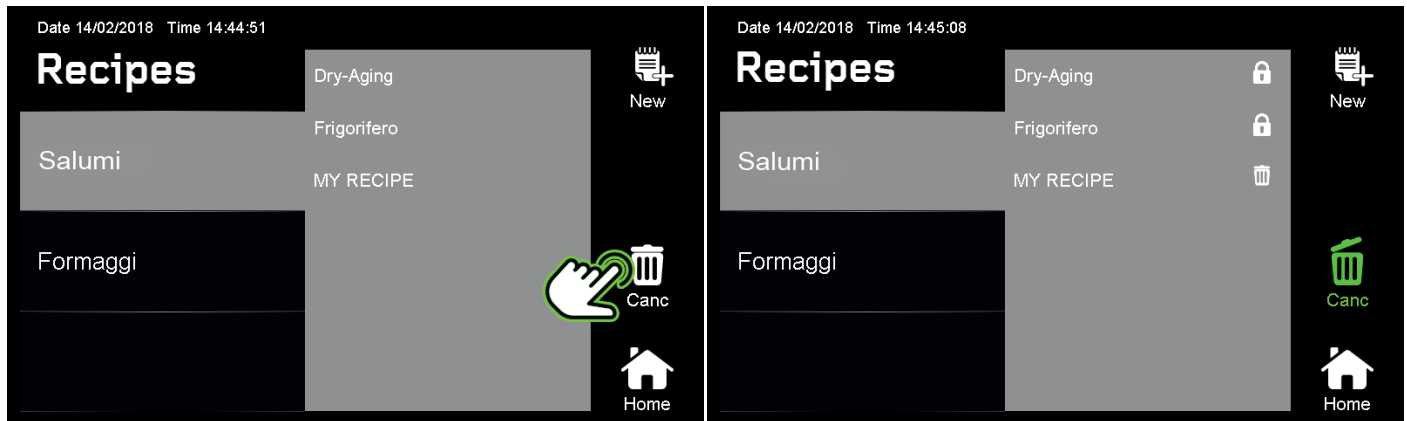 Date 14/02/2018 Time 14:44:51
Recipes
Salumi
Formaggi
Dry-Aging
Frigorifero
MY RECIPE
New
Canc
Home
Date 14/02/2018 Time 14:45:08
Recipes
Salumi
Formaggi
Dry-Aging
Frigorifero
MY RECIPE
New
Canc
Home